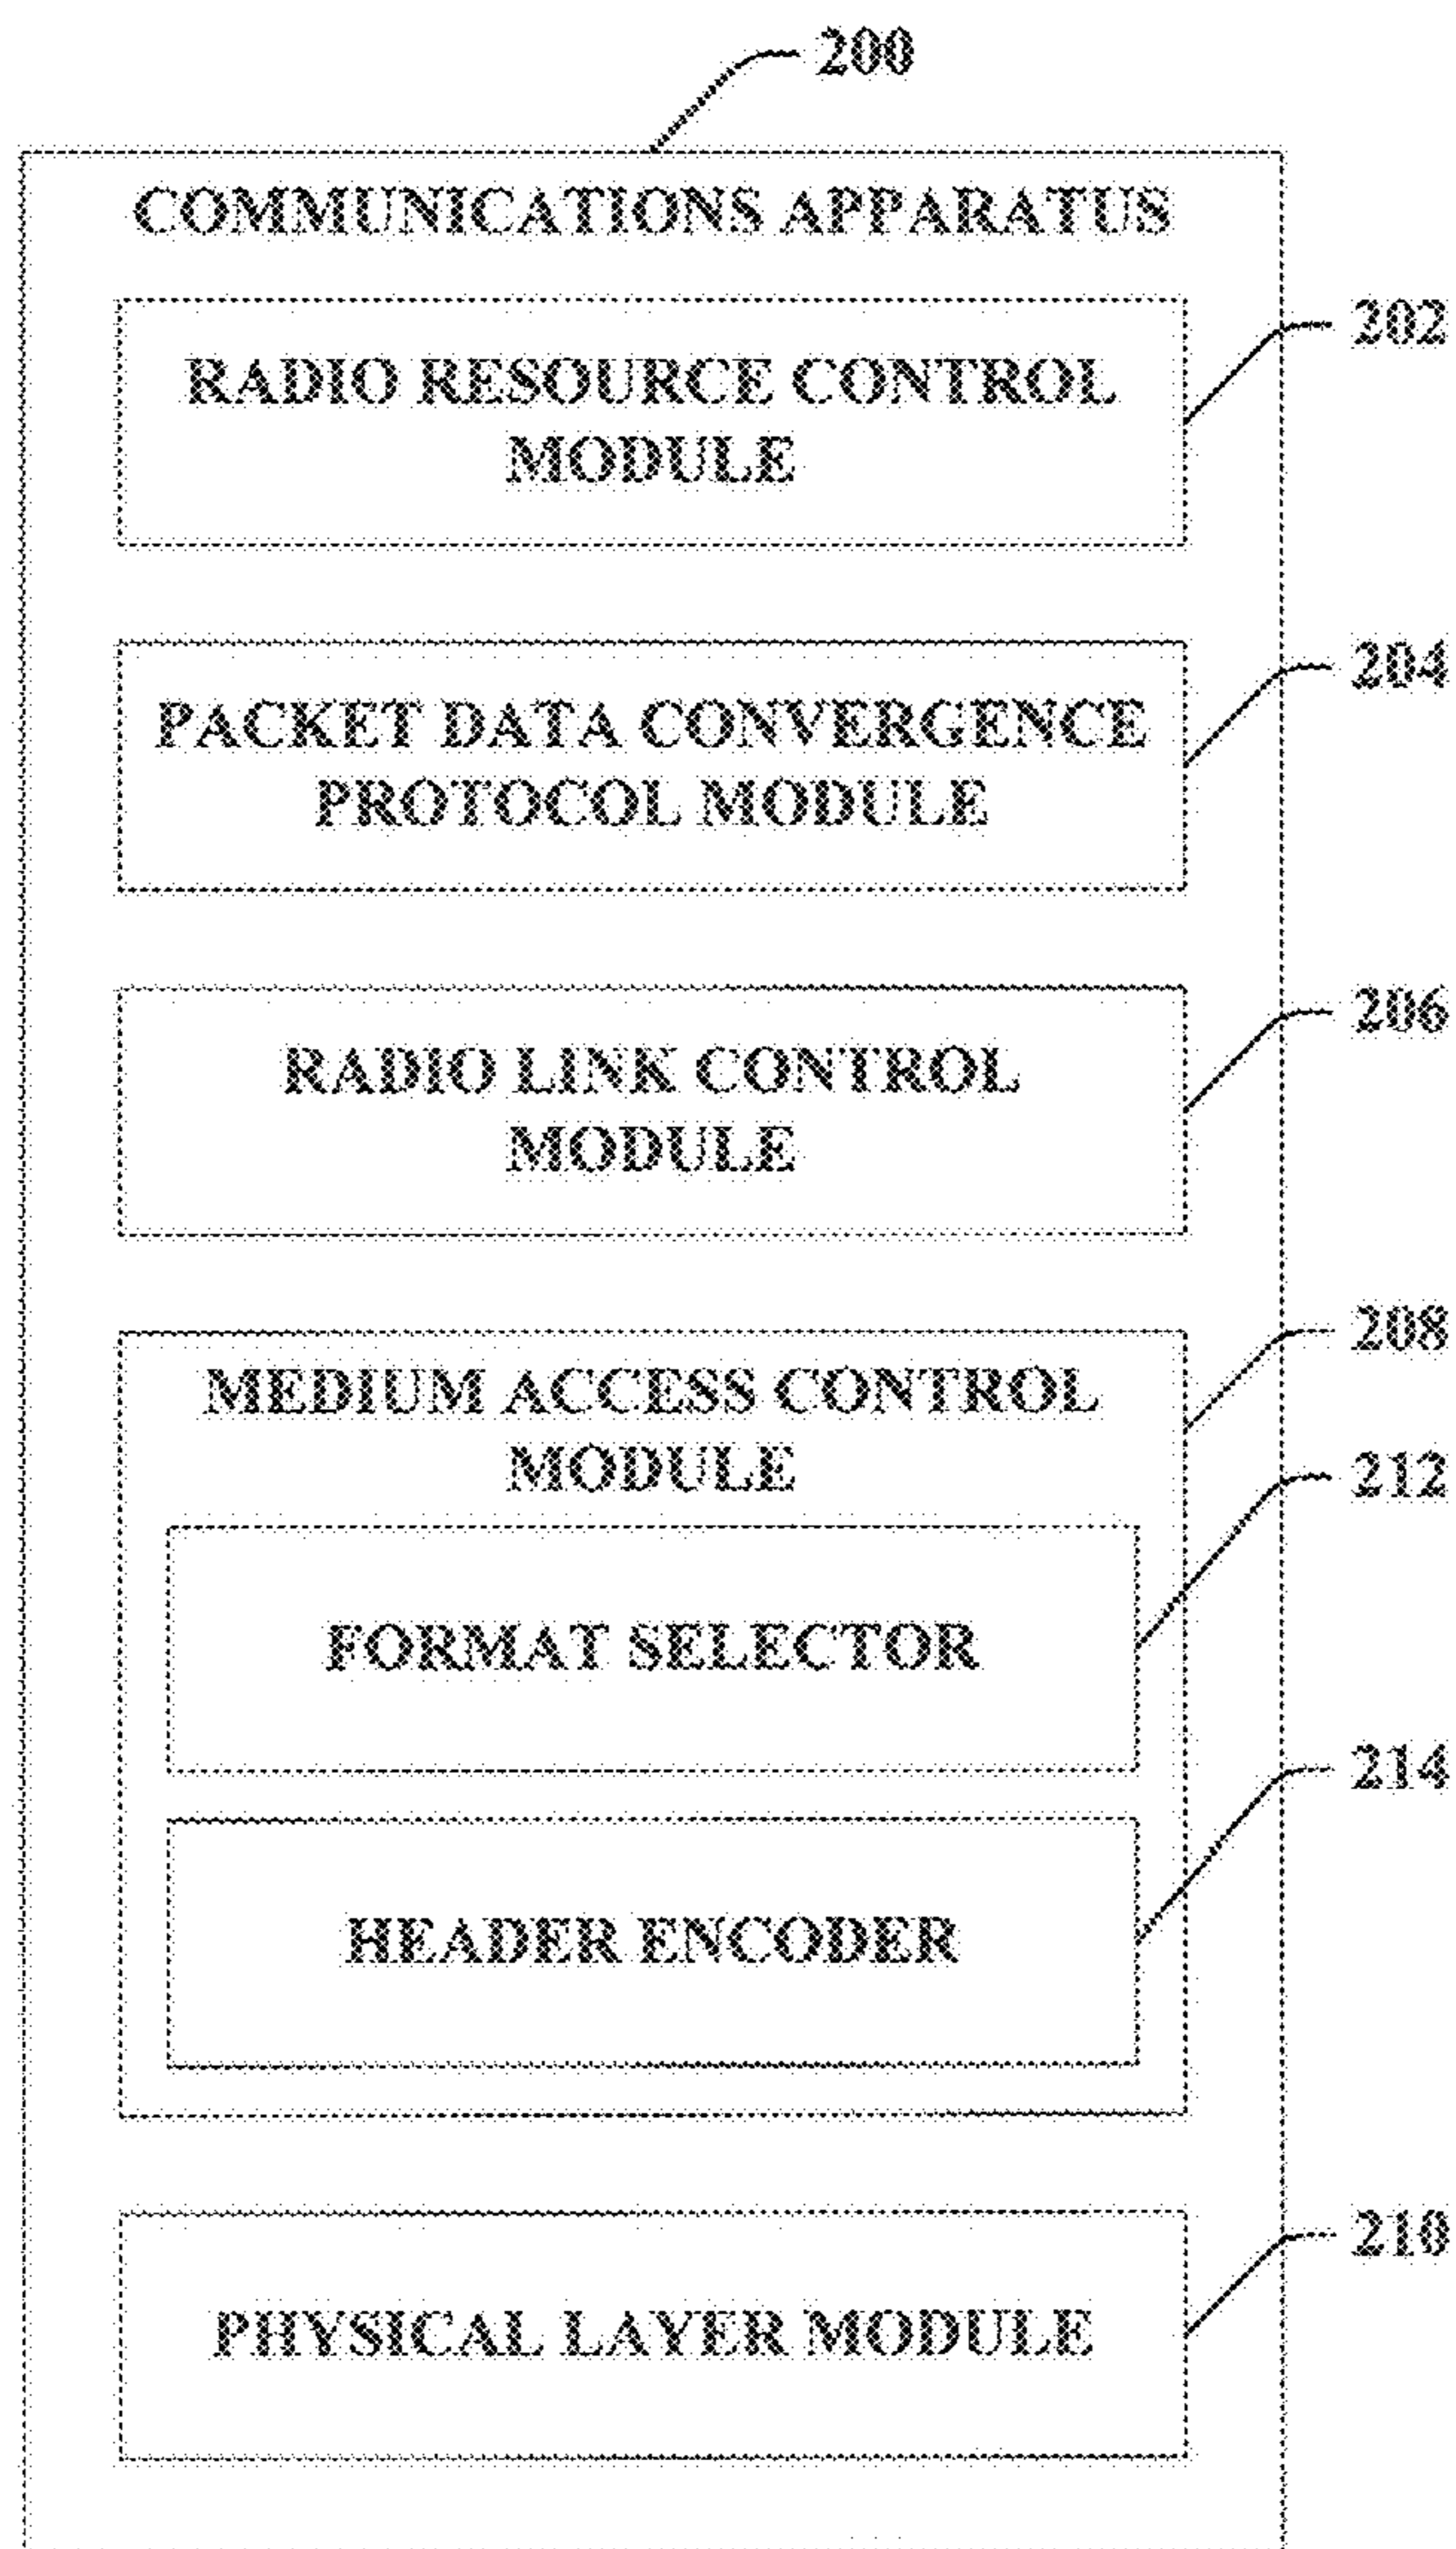 200
COMMUNICATIONS APPARATUS
202
RADIO RESOURCE CONTROL
MODULE
204
PACKET DATA CONVERGENCE
PROTOCOL MODULE
206
RADIO LINK CONTROL
MODULE
208
MEDIUM ACCESS CONTROL
MODULE
212
FORMAT SELECTOR
214
HEADER ENCODER
210
PHYSICAL LAYER MODULE